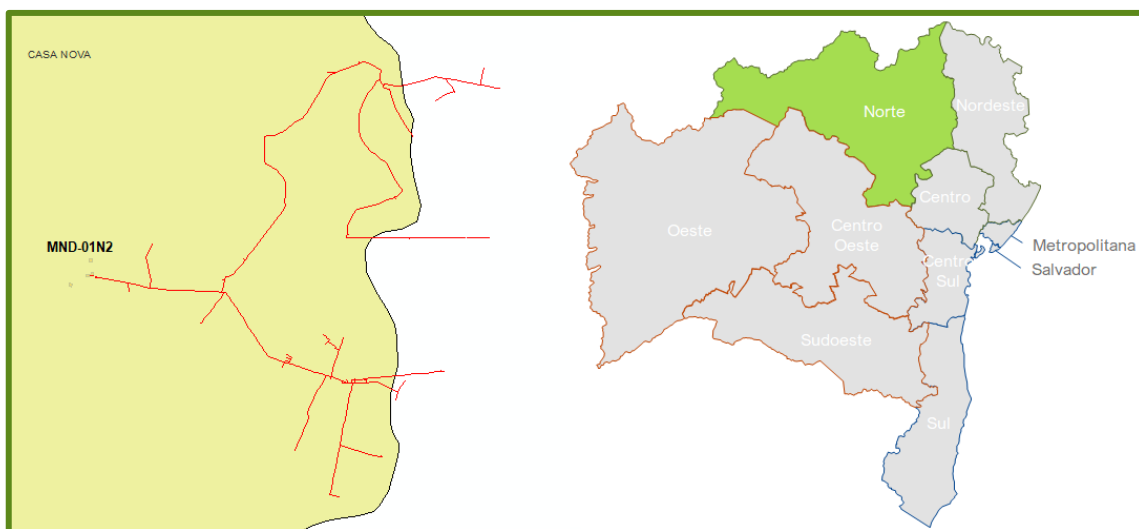 CASA NOVA
MND-01N2
Norte
Nordeste
Centro
Oeste
Centro
Oeste
Metropolitana
Salvador
Centro
Sul
Sudoeste
Sul